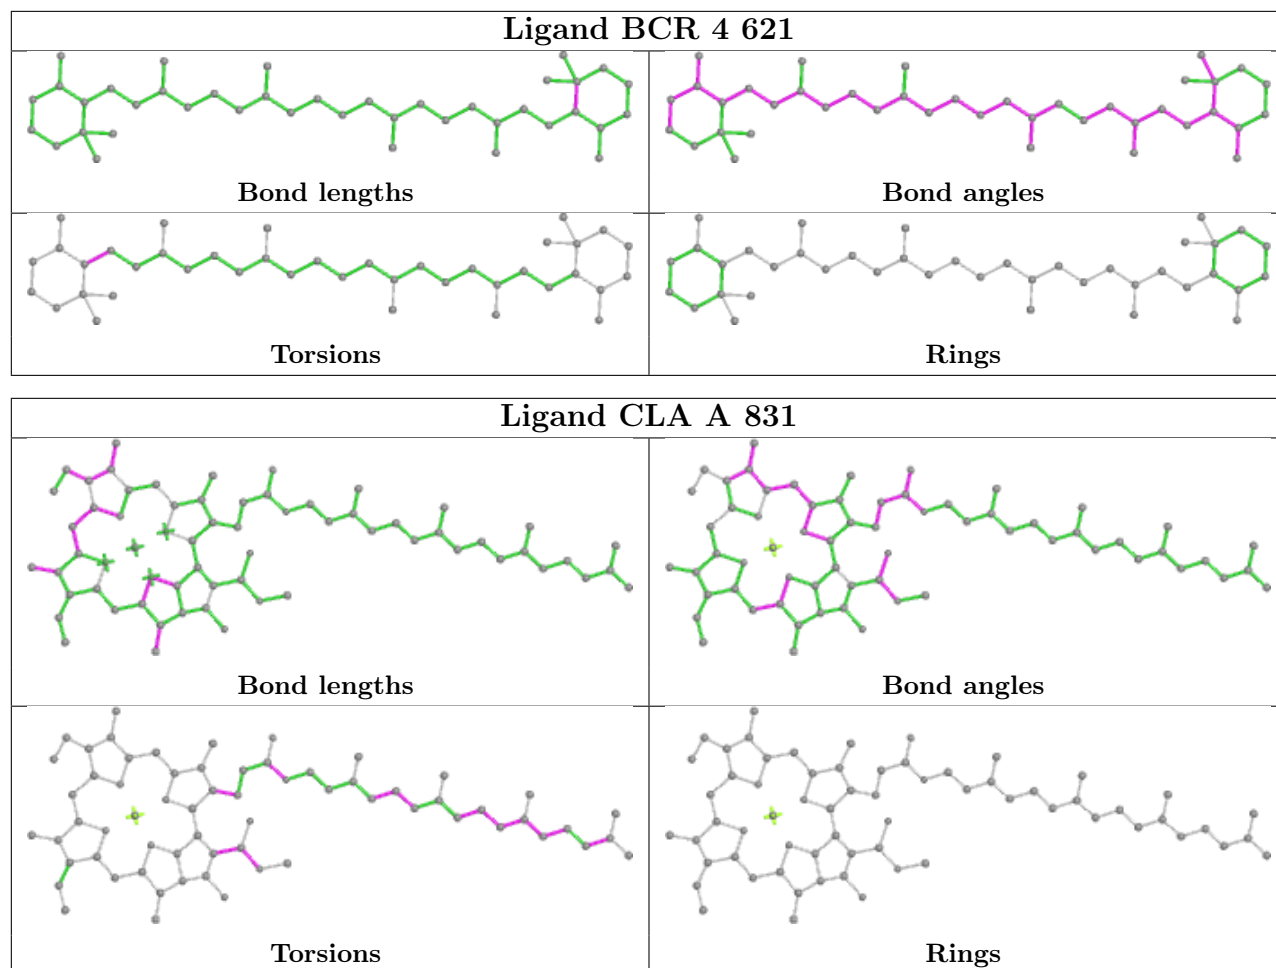 Ligand BCR 4 621
Bond lengths
Bond angles
Torsions
Rings
Ligand CLA A 831
Bond lengths
Bond angles
Torsions
Rings